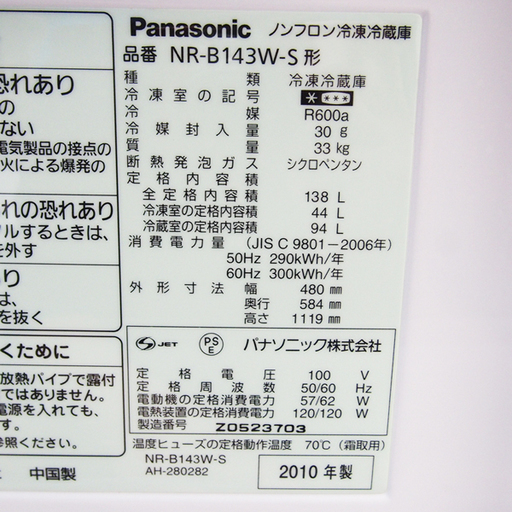 恐れあり
の
ない
電気製品の接点の
火による爆発の
れの恐れあり
ルするときは、
を外す
り
は、
を抜く
くために
放熱パイプで露付
ではありません。
電源を入れても、
参照ください。
中国製
Panasonic ノンフロン冷凍冷蔵庫
品番 NR-B143W-S 形
種類 冷凍冷蔵庫
冷凍室の記号 * ***
冷媒 R600a
冷媒封入量 30 g
質量 33 kg
断熱発泡ガス シクロペンタン
定格内容積
全定格内容積 138 L
冷凍室の定格内容積 44 L
冷蔵室の定格内容積 94 L
消費電力量 (JIS C 9801-2006年)
50Hz 290kWh/年
60Hz 300kWh/年
外形寸法 幅 480 mm
奥行 584 mm
高さ 1119 mm
S JET PS E パナソニック株式会社
定格電圧 100 V
定格周波数 50/60 Hz
電動機の定格消費電力 57/62 W
電熱装置の定格消費電力 120/120 W
製造番号 Z0523703
温度ヒューズの定格動作温度 70℃ (霜取用)
NR-B143W-S
AH-280282
2010 年製